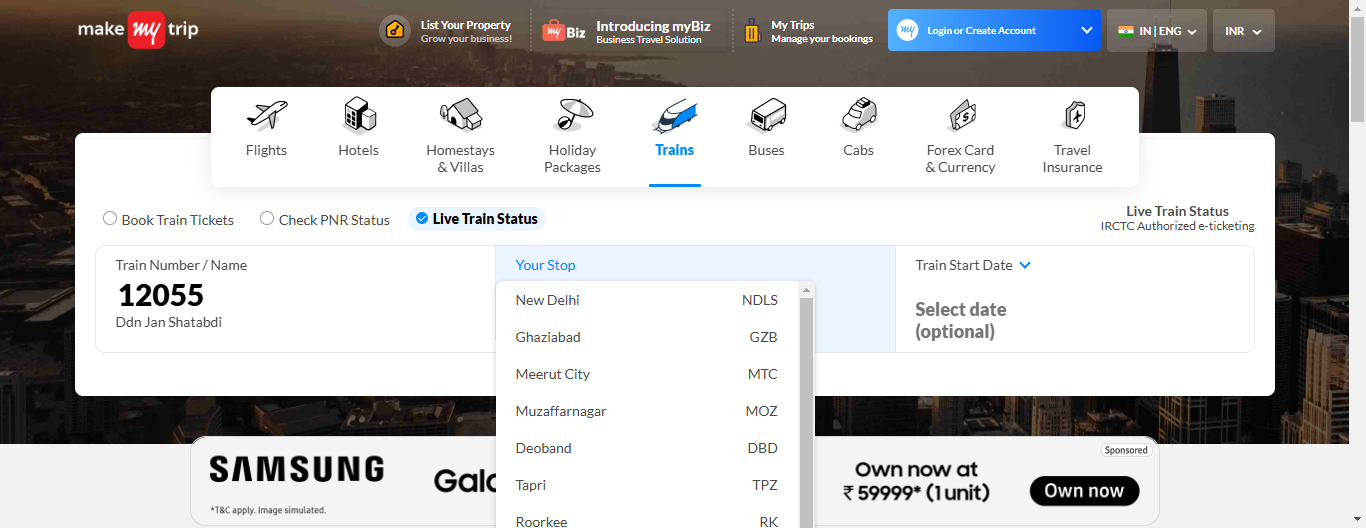 make my trip
List Your Property
Grow your business!
my Biz
Introducing myBiz
Business Travel Solution
My Trips
Manage your bookings
my
Login or Create Account
IN | ENG
INR
Flights
Hotels
Homestays
& Villas
Holiday
Packages
Trains
Buses
Cabs
Forex Card
& Currency
Travel
Insurance
Book Train Tickets
Check PNR Status
Live Train Status
Live Train Status
IRCTC Authorized e-ticketing
Train Number / Name
12055
Ddn Jan Shatabdi
Your Stop
New Delhi NDLS
Ghaziabad GZB
Meerut City MTC
Muzaffarnagar MOZ
Deoband DBD
Tapri TPZ
Roorkee RK
Train Start Date
Select date
(optional)
SAMSUNG
*T&C apply. Image simulated.
Gala
Sponsored
Own now at
₹ 59999* (1 unit)
Own now